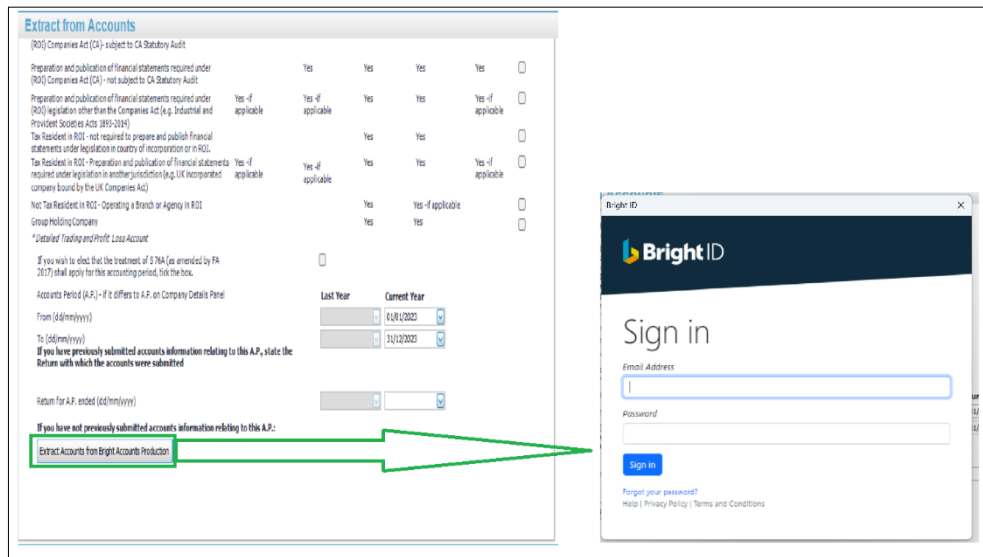 Extract from Accounts
(ROI) Companies Act (CA)- subject to CA Statutory Audit
Preparation and publication of financial statements required under Yes Yes Yes Yes
(ROI) Companies Act (CA) - not subject to CA Statutory Audit
Preparation and publication of financial statements required under Yes -if Yes -if Yes Yes Yes -if
(ROI) legislation other than the Companies Act (e.g. Industrial and applicable applicable applicable
Provident Societies Acts 1893-2014)
Tax Resident in ROI - not required to prepare and publish financial Yes Yes
statements under legislation in country of incorporation or in ROI.
Tax Resident in ROI - Preparation and publication of financial statements Yes -if Yes -if Yes Yes Yes -if
required under legislation in another jurisdiction (e.g. UK incorporated applicable applicable applicable
company bound by the UK Companies Act)
Not Tax Resident in ROI - Operating a Branch or Agency in ROI Yes Yes -if applicable
Group Holding Company Yes Yes
* Detailed Trading and Profit Loss Account
If you wish to elect that the treatment of S 76A (as amended by FA
2017) shall apply for this accounting period, tick the box.
Accounts Period (A.P.) - if it differs to A.P. on Company Details Panel Last Year Current Year
From (dd/mm/yyyy) 01/01/2023
To (dd/mm/yyyy) 31/12/2023
If you have previously submitted accounts information relating to this A.P., state the
Return with which the accounts were submitted
Return for A.P. ended (dd/mm/yyyy)
If you have not previously submitted accounts information relating to this A.P.:
Extract Accounts from Bright Accounts Production
Bright ID
Bright ID
Sign in
Email Address
Password
Sign in
Forgot your password?
Help | Privacy Policy | Terms and Conditions